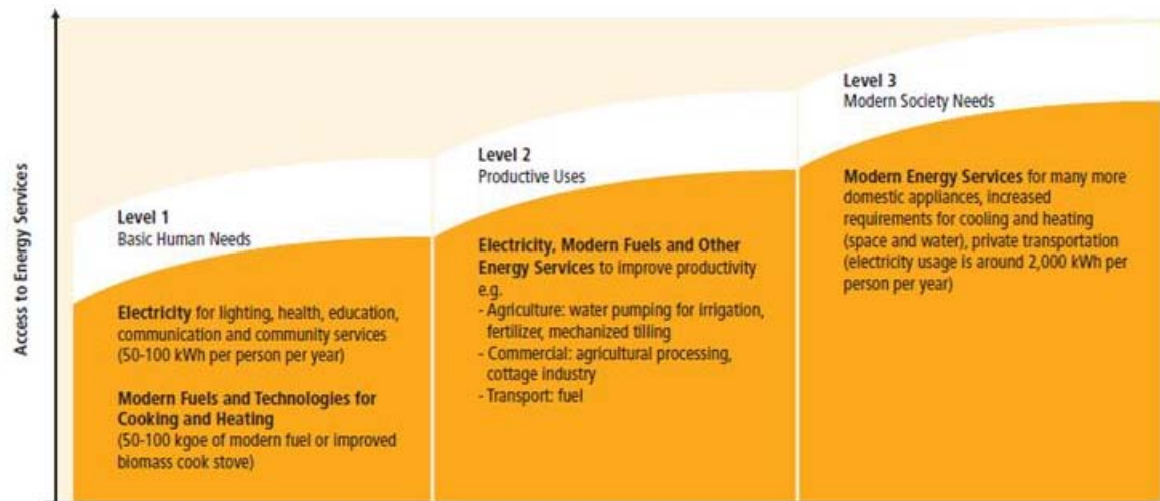 Access to Energy Services
Level 1
Basic Human Needs
Electricity for lighting, health, education,
communication and community services
(50-100 kWh per person per year)
Modern Fuels and Technologies for
Cooking and Heating
(50-100 kgoe of modern fuel or improved
biomass cook stove)
Level 2
Productive Uses
Electricity, Modern Fuels and Other
Energy Services to improve productivity
e.g.
- Agriculture: water pumping for irrigation,
fertilizer, mechanized tilling
- Commercial: agricultural processing,
cottage industry
- Transport: fuel
Level 3
Modern Society Needs
Modern Energy Services for many more
domestic appliances, increased
requirements for cooling and heating
(space and water), private transportation
(electricity usage is around 2,000 kWh per
person per year)